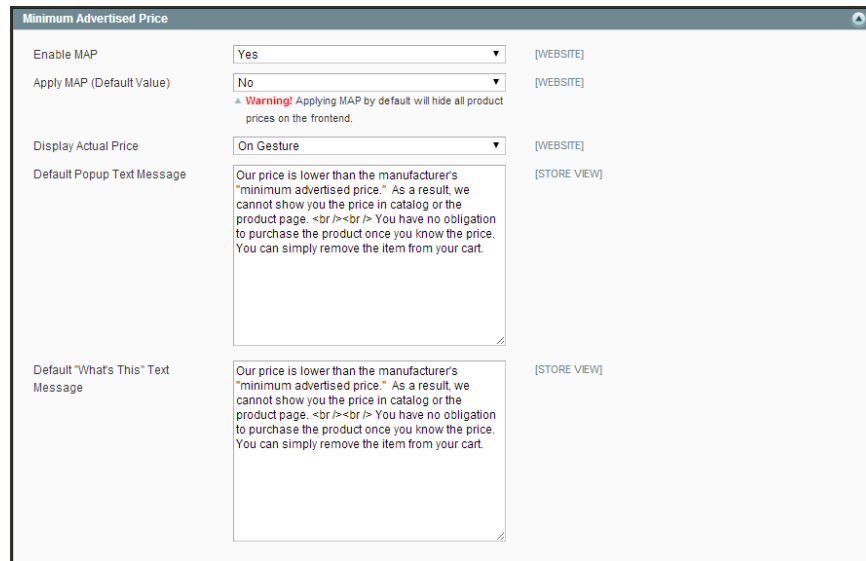 Minimum Advertised Price
Enable MAP Yes [WEBSITE]
Apply MAP (Default Value) No [WEBSITE]
Warning! Applying MAP by default will hide all product
prices on the frontend.
Display Actual Price On Gesture [WEBSITE]
Default Popup Text Message [STORE VIEW]
Our price is lower than the manufacturer's
"minimum advertised price."  As a result, we
cannot show you the price in catalog or the
product page. <br /><br /> You have no obligation
to purchase the product once you know the price.
You can simply remove the item from your cart.
Default "What's This" Text [STORE VIEW]
Message
Our price is lower than the manufacturer's
"minimum advertised price."  As a result, we
cannot show you the price in catalog or the
product page. <br /><br /> You have no obligation
to purchase the product once you know the price.
You can simply remove the item from your cart.